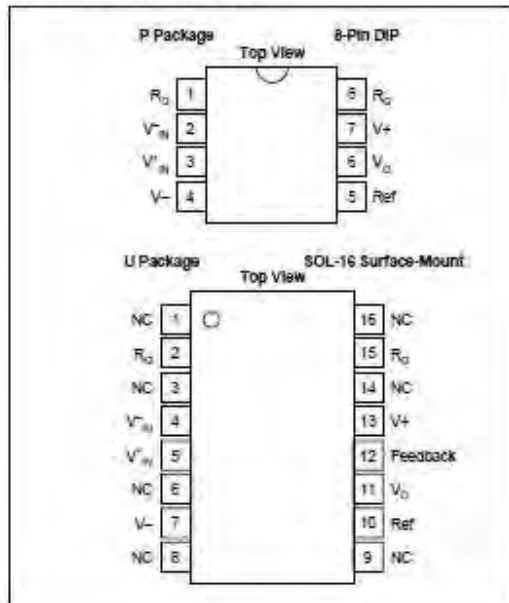 P Package 8-Pin DIP
Top View
RG 1 8 RG
V–IN 2 7 V+
V+IN 3 6 VO
V– 4 5 Ref
U Package SOL-16 Surface-Mount
Top View
NC 1 16 NC
RG 2 15 RG
NC 3 14 NC
V–IN 4 13 V+
V+IN 5 12 Feedback
NC 6 11 VO
V– 7 10 Ref
NC 8 9 NC